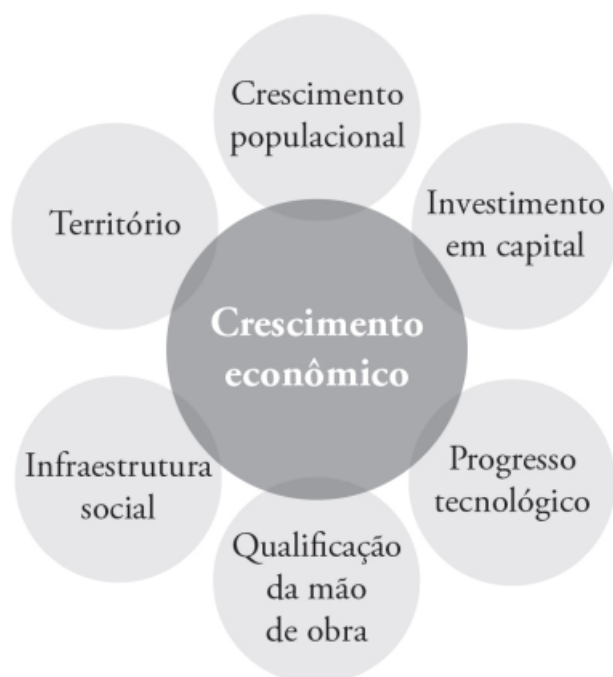 Crescimento
populacional
Território
Investimento
em capital
Crescimento
econômico
Infraestrutura
social
Progresso
tecnológico
Qualificação
da mão
de obra